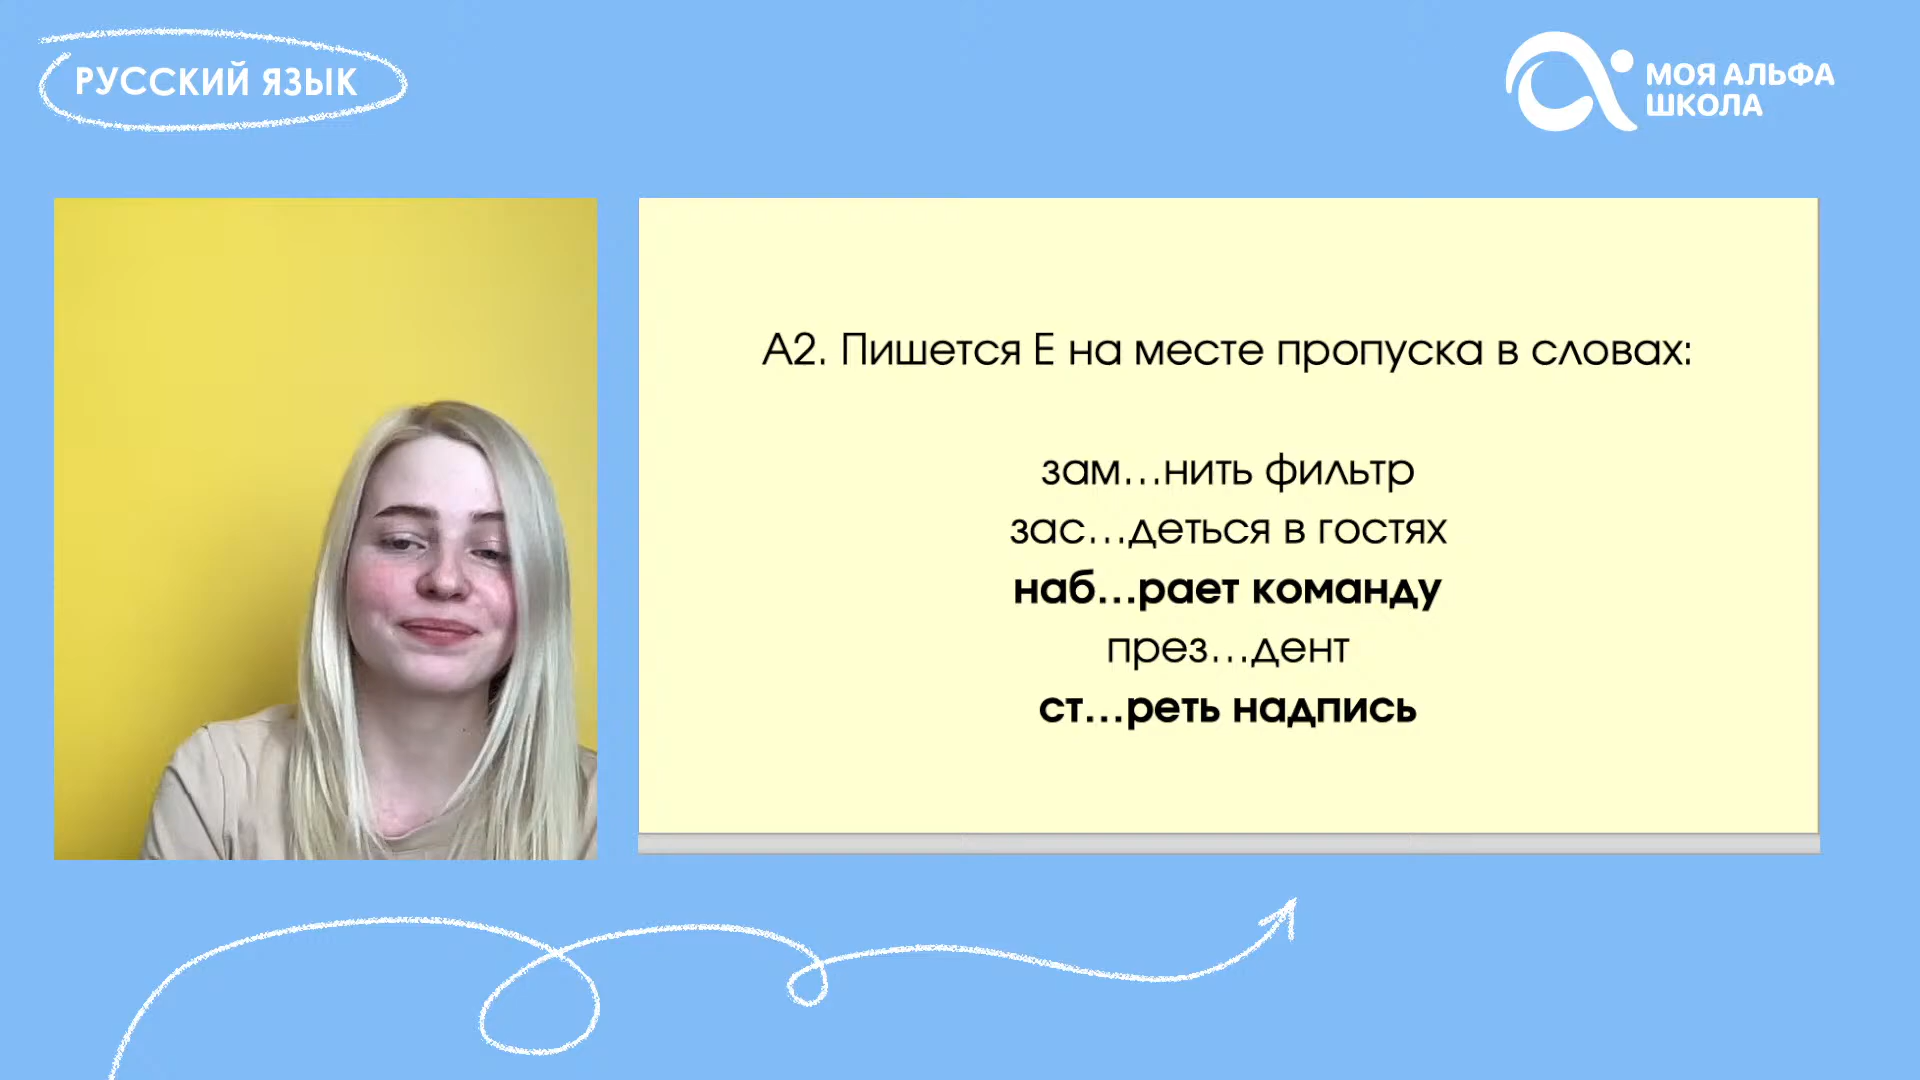 РУССКИЙ ЯЗЫК
МОЯ АЛЬФА
ШКОЛА
А2. Пишется Е на месте пропуска в словах:
зам...нить фильтр
зас...деться в гостях
наб...рает команду
през...дент
ст...реть надпись